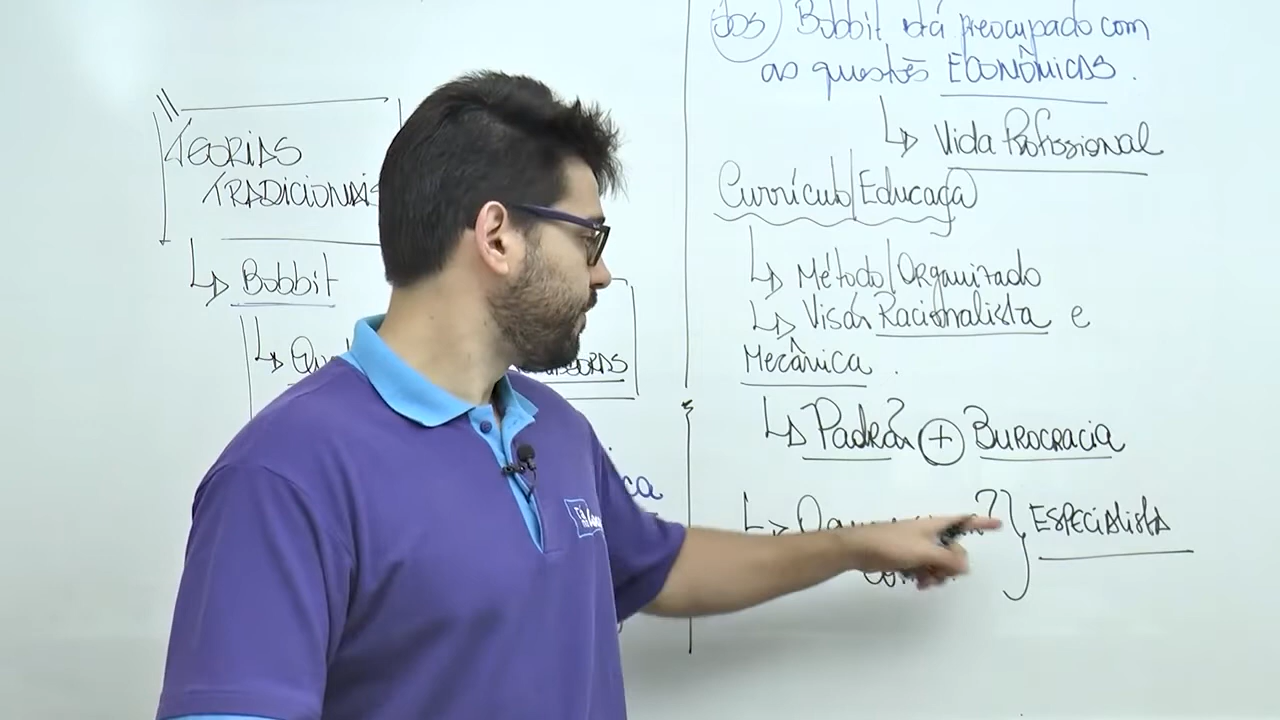 TEORIAS
TRADICIONAIS
Bobbit
Obs Bobbit está preocupado com
as questões ECONÔMICAS.
Vida Profissional
Currículo/Educação
Método/Organizado
Visão Racionalista e
Mecânica.
Padrão + BUROCRACIA
ESPECIALISTA